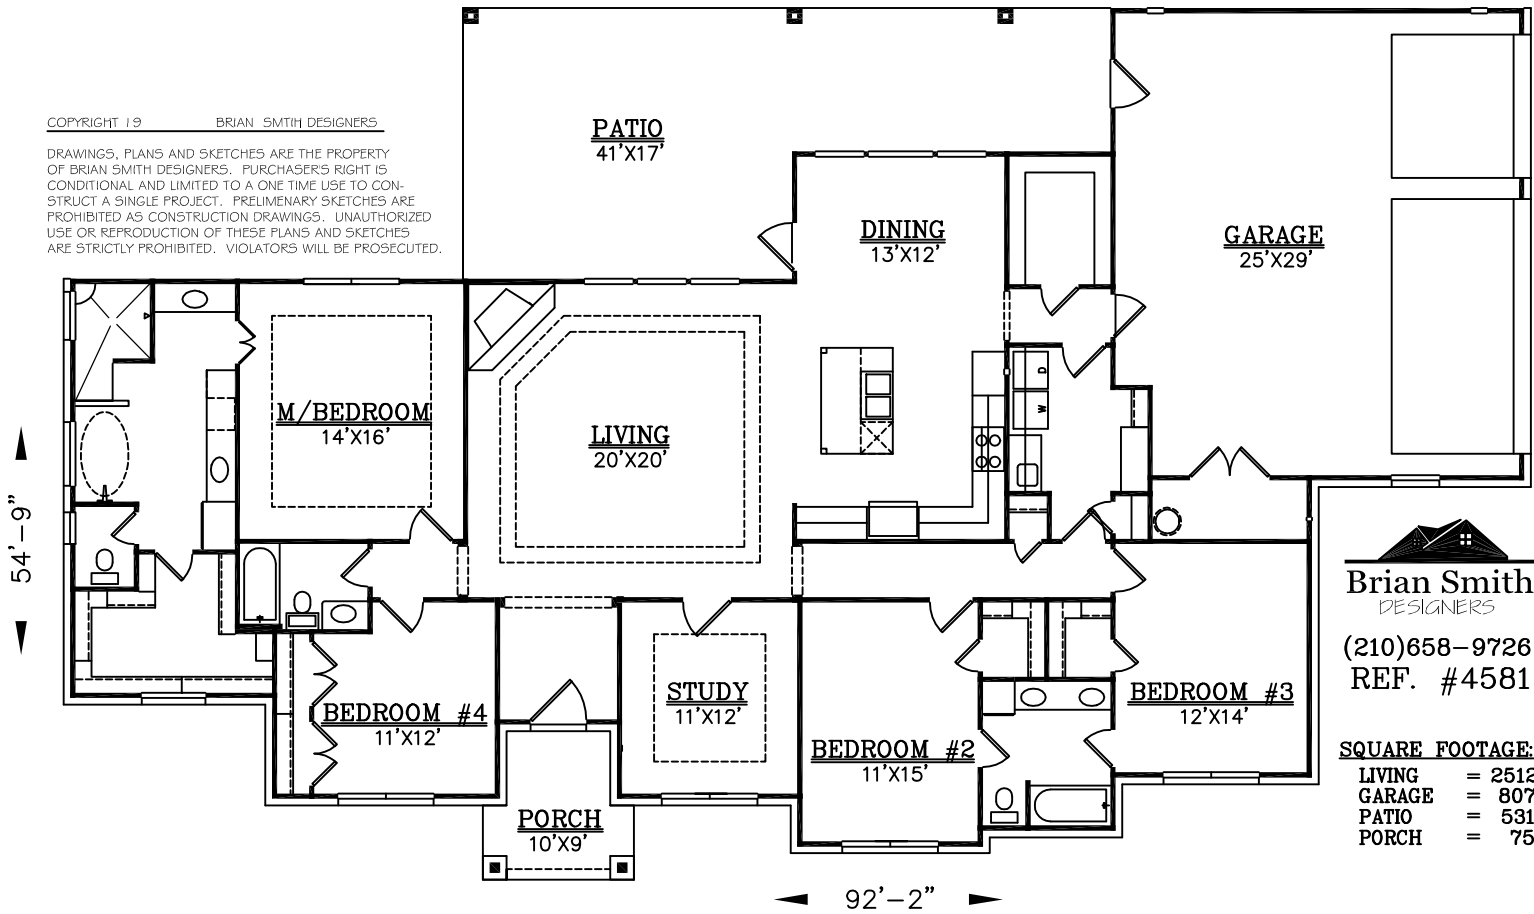 COPYRIGHT 19 BRIAN SMTIH DESIGNERS
DRAWINGS, PLANS AND SKETCHES ARE THE PROPERTY
OF BRIAN SMITH DESIGNERS. PURCHASER'S RIGHT IS
CONDITIONAL AND LIMITED TO A ONE TIME USE TO CON-
STRUCT A SINGLE PROJECT. PRELIMENARY SKETCHES ARE
PROHIBITED AS CONSTRUCTION DRAWINGS. UNAUTHORIZED
USE OR REPRODUCTION OF THESE PLANS AND SKETCHES
ARE STRICTLY PROHIBITED. VIOLATORS WILL BE PROSECUTED.
PATIO
41'X17'
DINING
13'X12'
GARAGE
25'X29'
M/BEDROOM
14'X16'
LIVING
20'X20'
D
W
54'-9"
Brian Smith
DESIGNERS
(210)658-9726
REF. #4581
STUDY
11'X12'
BEDROOM #3
12'X14'
BEDROOM #4
11'X12'
BEDROOM #2
11'X15'
PORCH
10'X9'
SQUARE FOOTAGE:
LIVING = 2512
GARAGE = 807
PATIO = 531
PORCH = 75
92'-2"